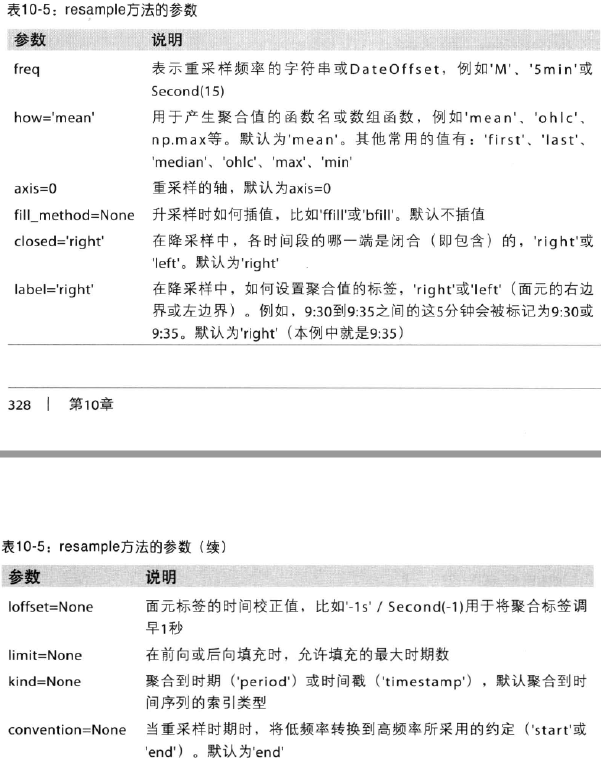 表10-5：resample方法的参数
参数 说明
freq 表示重采样频率的字符串或DateOffset，例如'M'、'5min'或
Second(15)
how='mean' 用于产生聚合值的函数名或数组函数，例如'mean'、'ohlc'、
np.max等。默认为'mean'。其他常用的值有：'first'、'last'、
'median'、'ohlc'、'max'、'min'
axis=0 重采样的轴，默认为axis=0
fill_method=None 升采样时如何插值，比如'ffill'或'bfill'。默认不插值
closed='right' 在降采样中，各时间段的哪一端是闭合（即包含）的，'right'或
'left'。默认为'right'
label='right' 在降采样中，如何设置聚合值的标签，'right'或'left'（面元的右边
界或左边界）。例如，9:30到9:35之间的这5分钟会被标记为9:30或
9:35。默认为'right'（本例中就是9:35）
328 | 第10章
表10-5：resample方法的参数（续）
参数 说明
loffset=None 面元标签的时间校正值，比如'-1s' / Second(-1)用于将聚合标签调
早1秒
limit=None 在前向或后向填充时，允许填充的最大时期数
kind=None 聚合到时期（'period'）或时间戳（'timestamp'），默认聚合到时
间序列的索引类型
convention=None 当重采样时期时，将低频率转换到高频率所采用的约定（'start'或
'end'）。默认为'end'